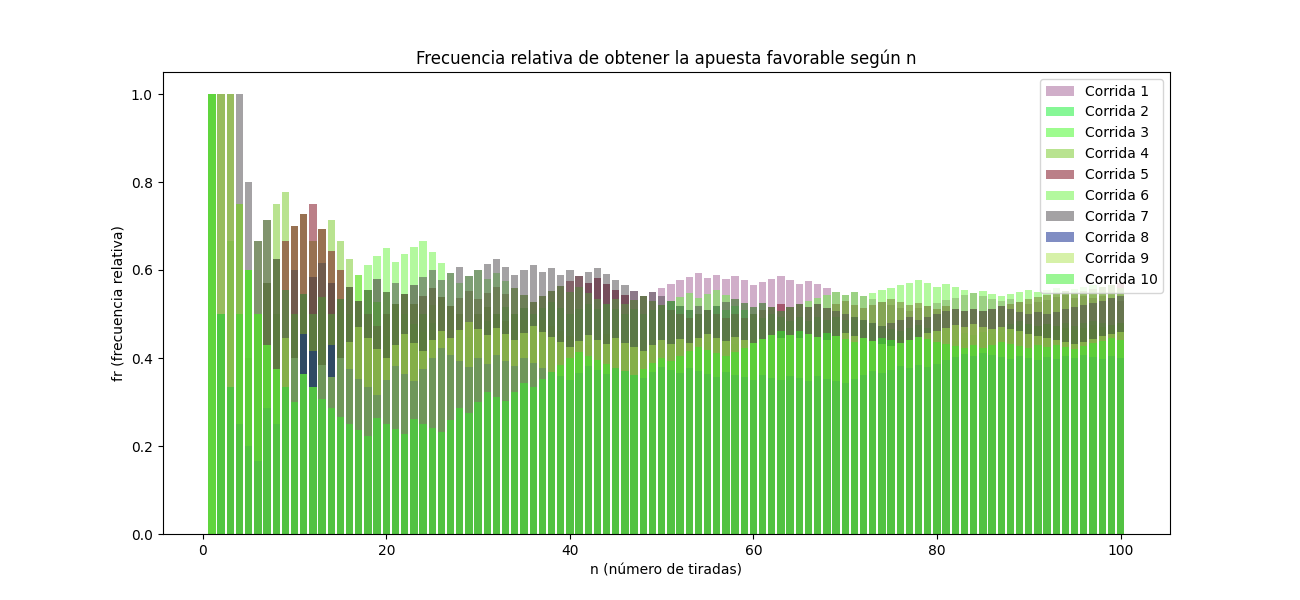 Frecuencia relativa de obtener la apuesta favorable según n
fr (frecuencia relativa)
1.0
0.8
0.6
0.4
0.2
0.0
0 20 40 60 80 100
n (número de tiradas)
Corrida 1
Corrida 2
Corrida 3
Corrida 4
Corrida 5
Corrida 6
Corrida 7
Corrida 8
Corrida 9
Corrida 10